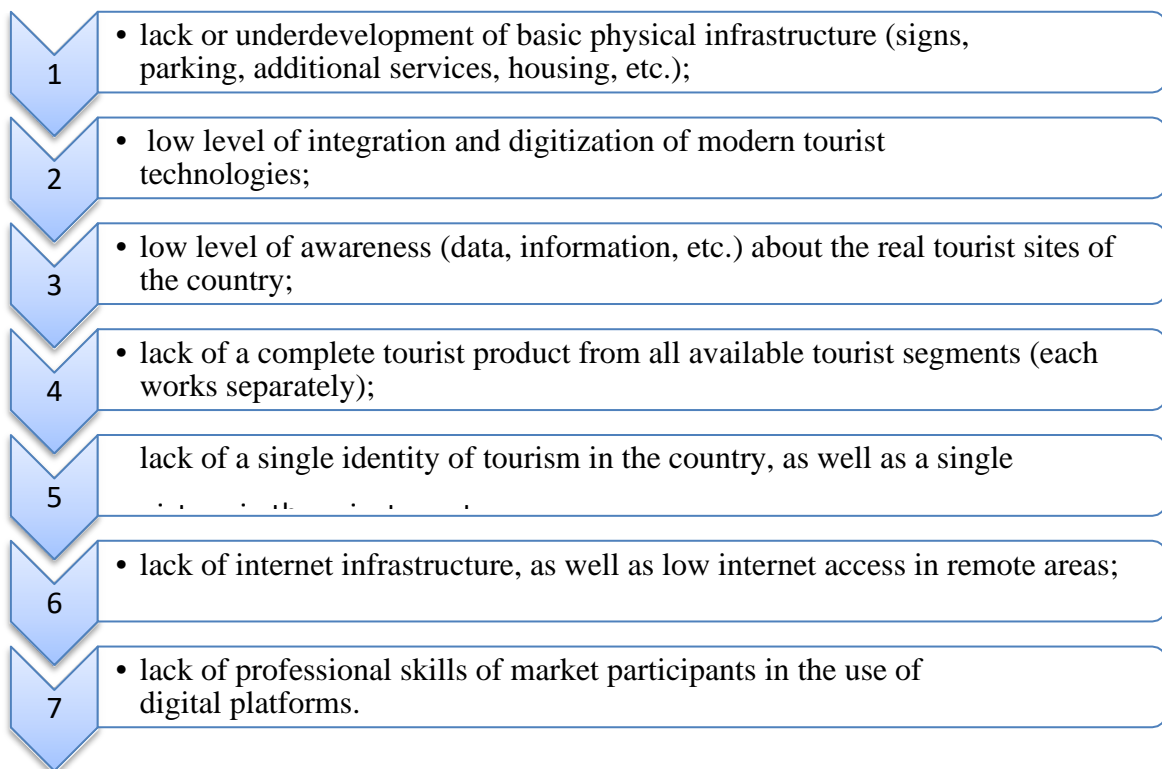 1
• lack or underdevelopment of basic physical infrastructure (signs,
parking, additional services, housing, etc.);
2
• low level of integration and digitization of modern tourist
technologies;
3
• low level of awareness (data, information, etc.) about the real tourist sites of
the country;
4
• lack of a complete tourist product from all available tourist segments (each
works separately);
5
lack of a single identity of tourism in the country, as well as a single
6
• lack of internet infrastructure, as well as low internet access in remote areas;
7
• lack of professional skills of market participants in the use of
digital platforms.